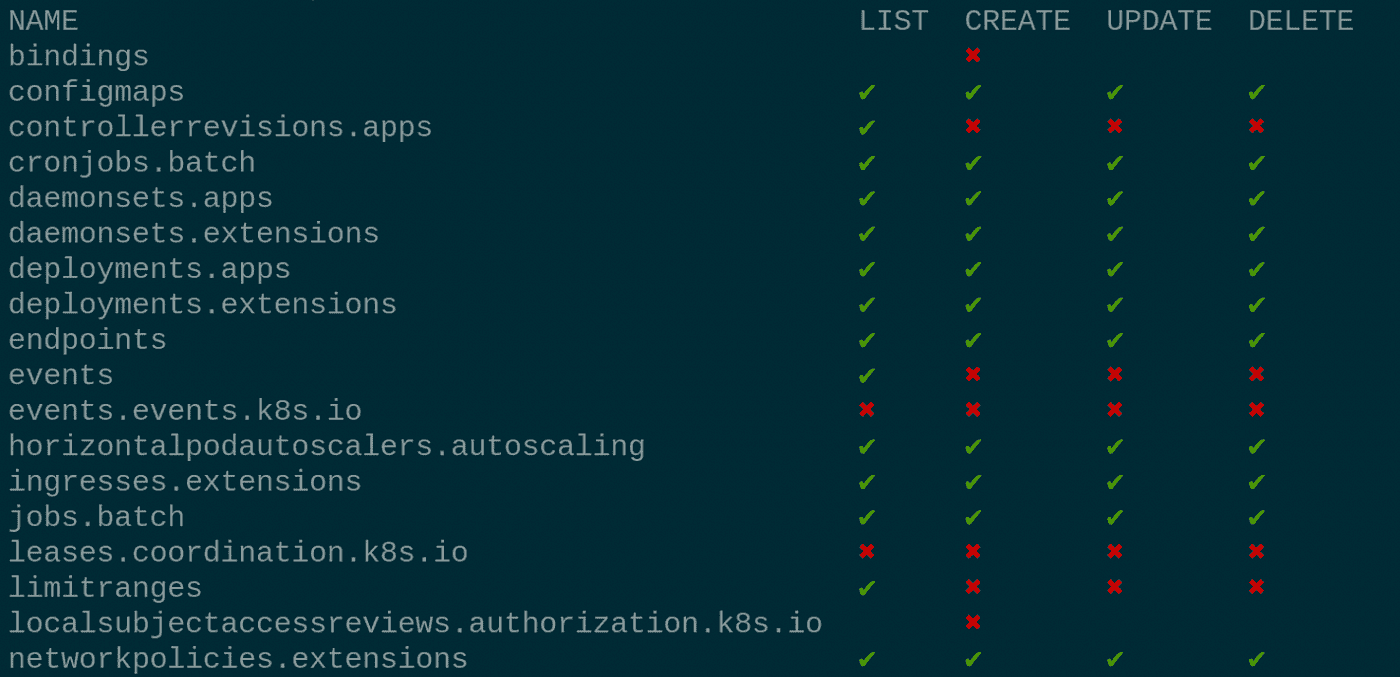 NAME LIST CREATE UPDATE DELETE
bindings ✖
configmaps ✔ ✔ ✔ ✔
controllerrevisions.apps ✔ ✖ ✖ ✖
cronjobs.batch ✔ ✔ ✔ ✔
daemonsets.apps ✔ ✔ ✔ ✔
daemonsets.extensions ✔ ✔ ✔ ✔
deployments.apps ✔ ✔ ✔ ✔
deployments.extensions ✔ ✔ ✔ ✔
endpoints ✔ ✔ ✔ ✔
events ✔ ✖ ✖ ✖
events.events.k8s.io ✖ ✖ ✖ ✖
horizontalpodautoscalers.autoscaling ✔ ✔ ✔ ✔
ingresses.extensions ✔ ✔ ✔ ✔
jobs.batch ✔ ✔ ✔ ✔
leases.coordination.k8s.io ✖ ✖ ✖ ✖
limitranges ✔ ✖ ✖ ✖
localsubjectaccessreviews.authorization.k8s.io ✖
networkpolicies.extensions ✔ ✔ ✔ ✔